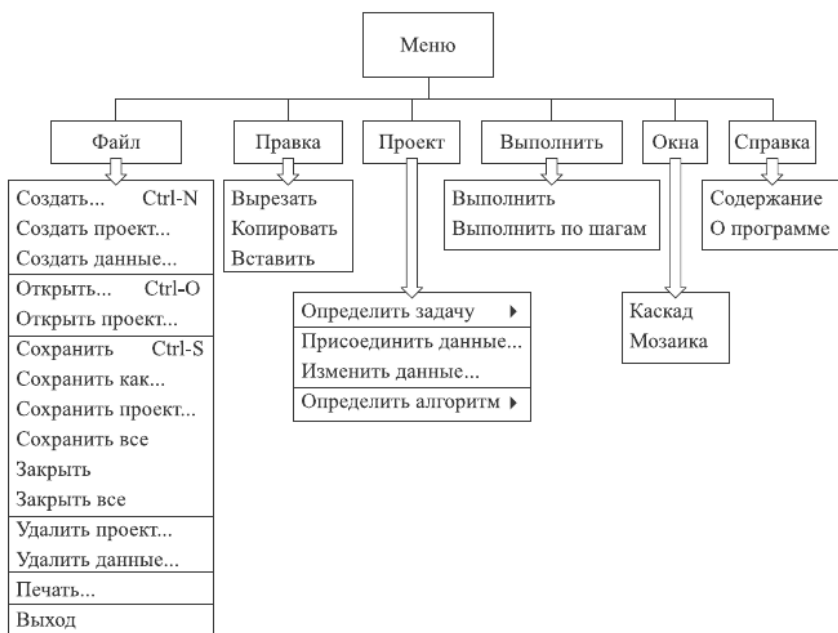 Меню
Файл
Правка
Проект
Выполнить
Окна
Справка
Создать... Ctrl-N
Создать проект...
Создать данные...
Открыть... Ctrl-O
Открыть проект...
Сохранить Ctrl-S
Сохранить как...
Сохранить проект...
Сохранить все
Закрыть
Закрыть все
Удалить проект...
Удалить данные...
Печать...
Выход
Вырезать
Копировать
Вставить
Определить задачу
Присоединить данные...
Изменить данные...
Определить алгоритм
Выполнить
Выполнить по шагам
Каскад
Мозаика
Содержание
О программе